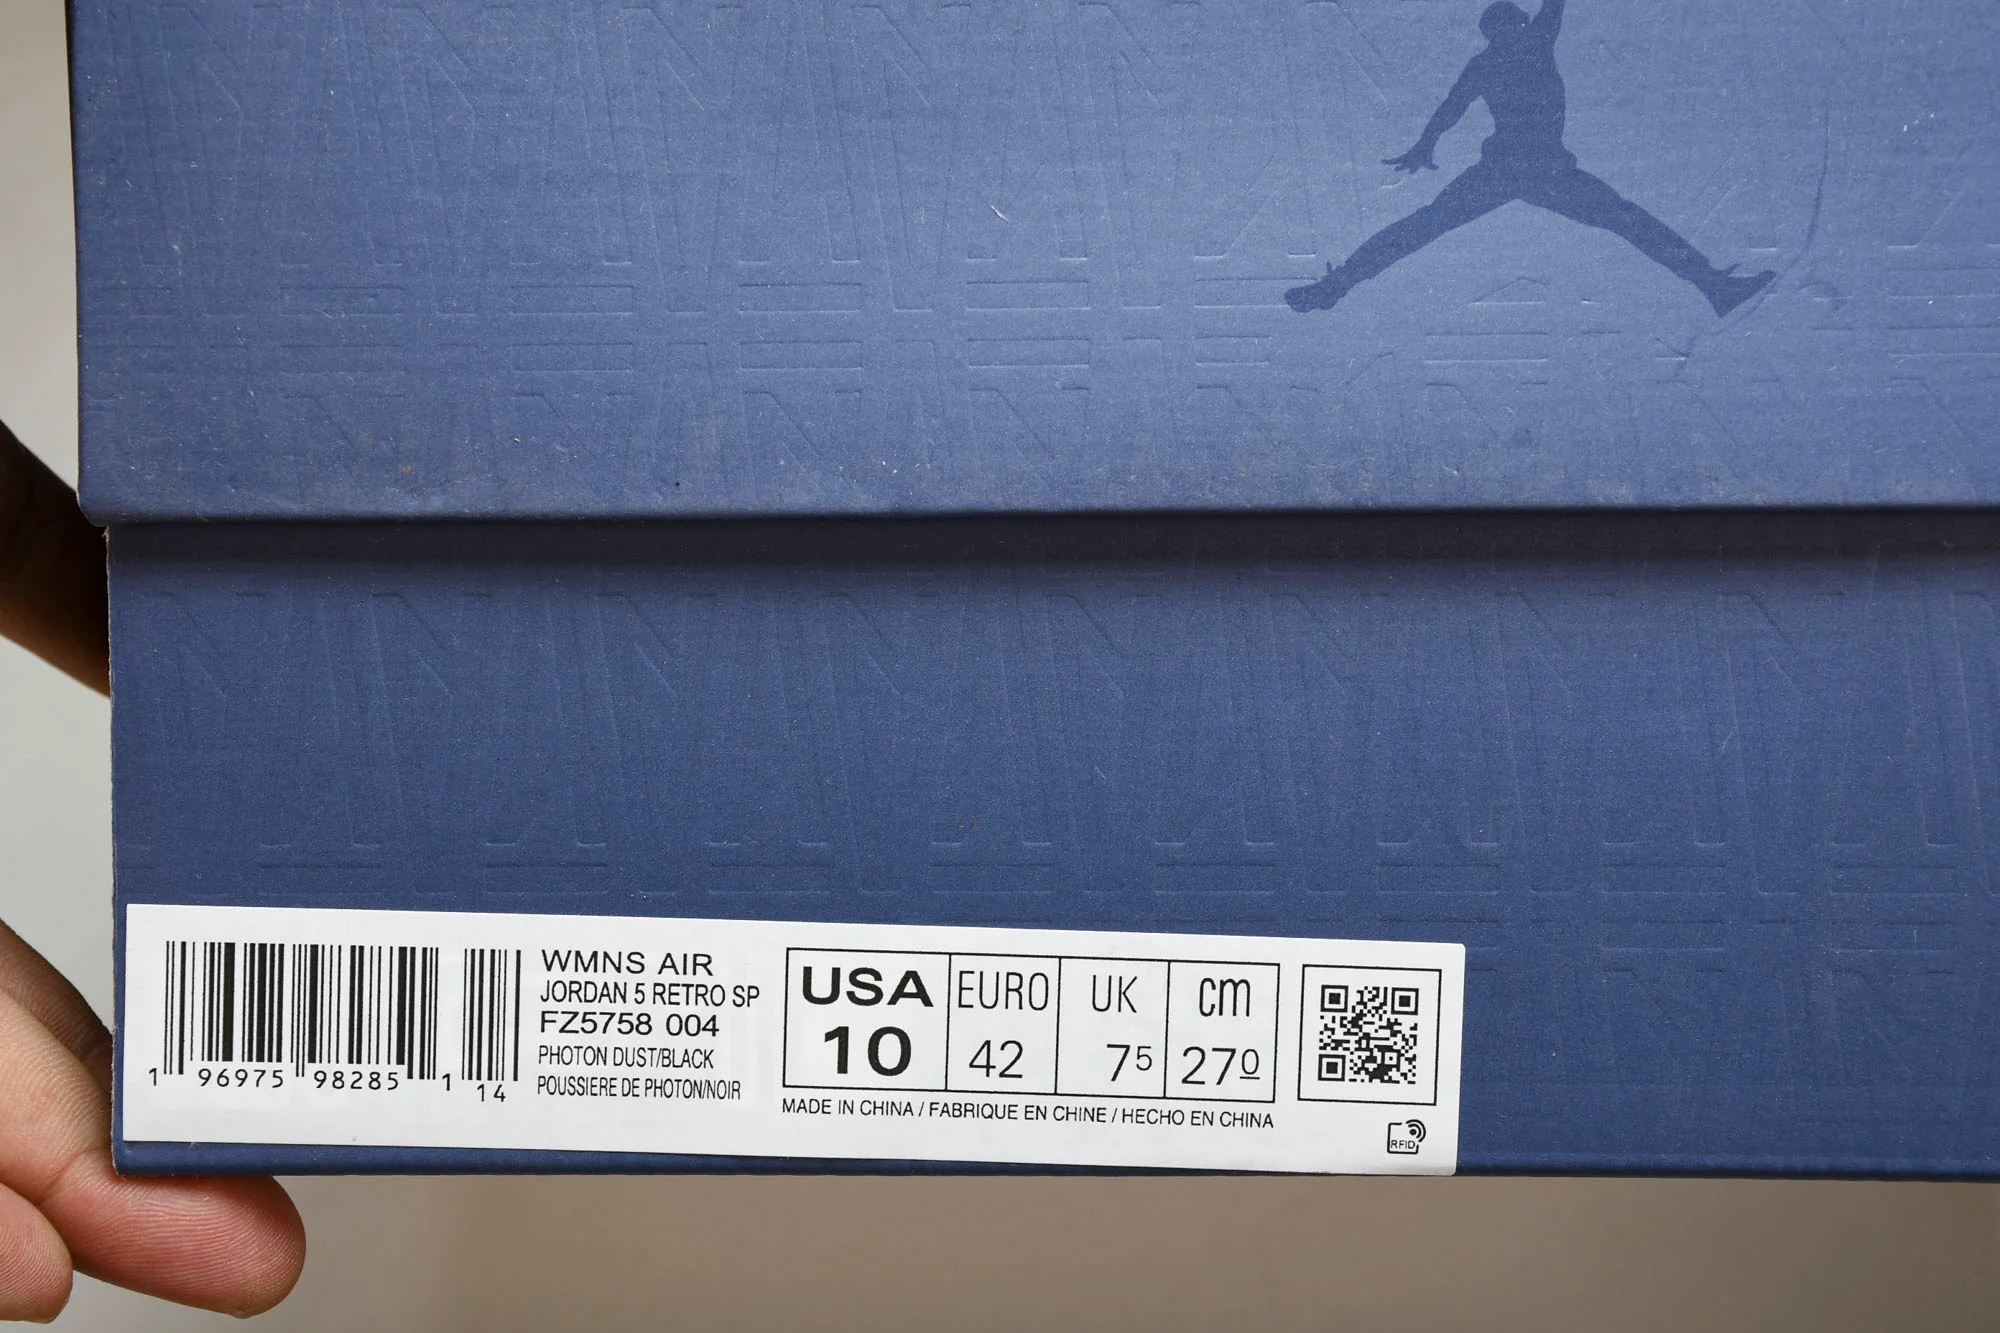 WMNS AIR
JORDAN 5 RETRO SP
FZ5758 004
PHOTON DUST/BLACK
POUSSIERE DE PHOTON/NOIR
1 96975 98285 1 14
USA EURO UK cm
10 42 7⁵ 27⁰
MADE IN CHINA / FABRIQUE EN CHINE / HECHO EN CHINA
RFID